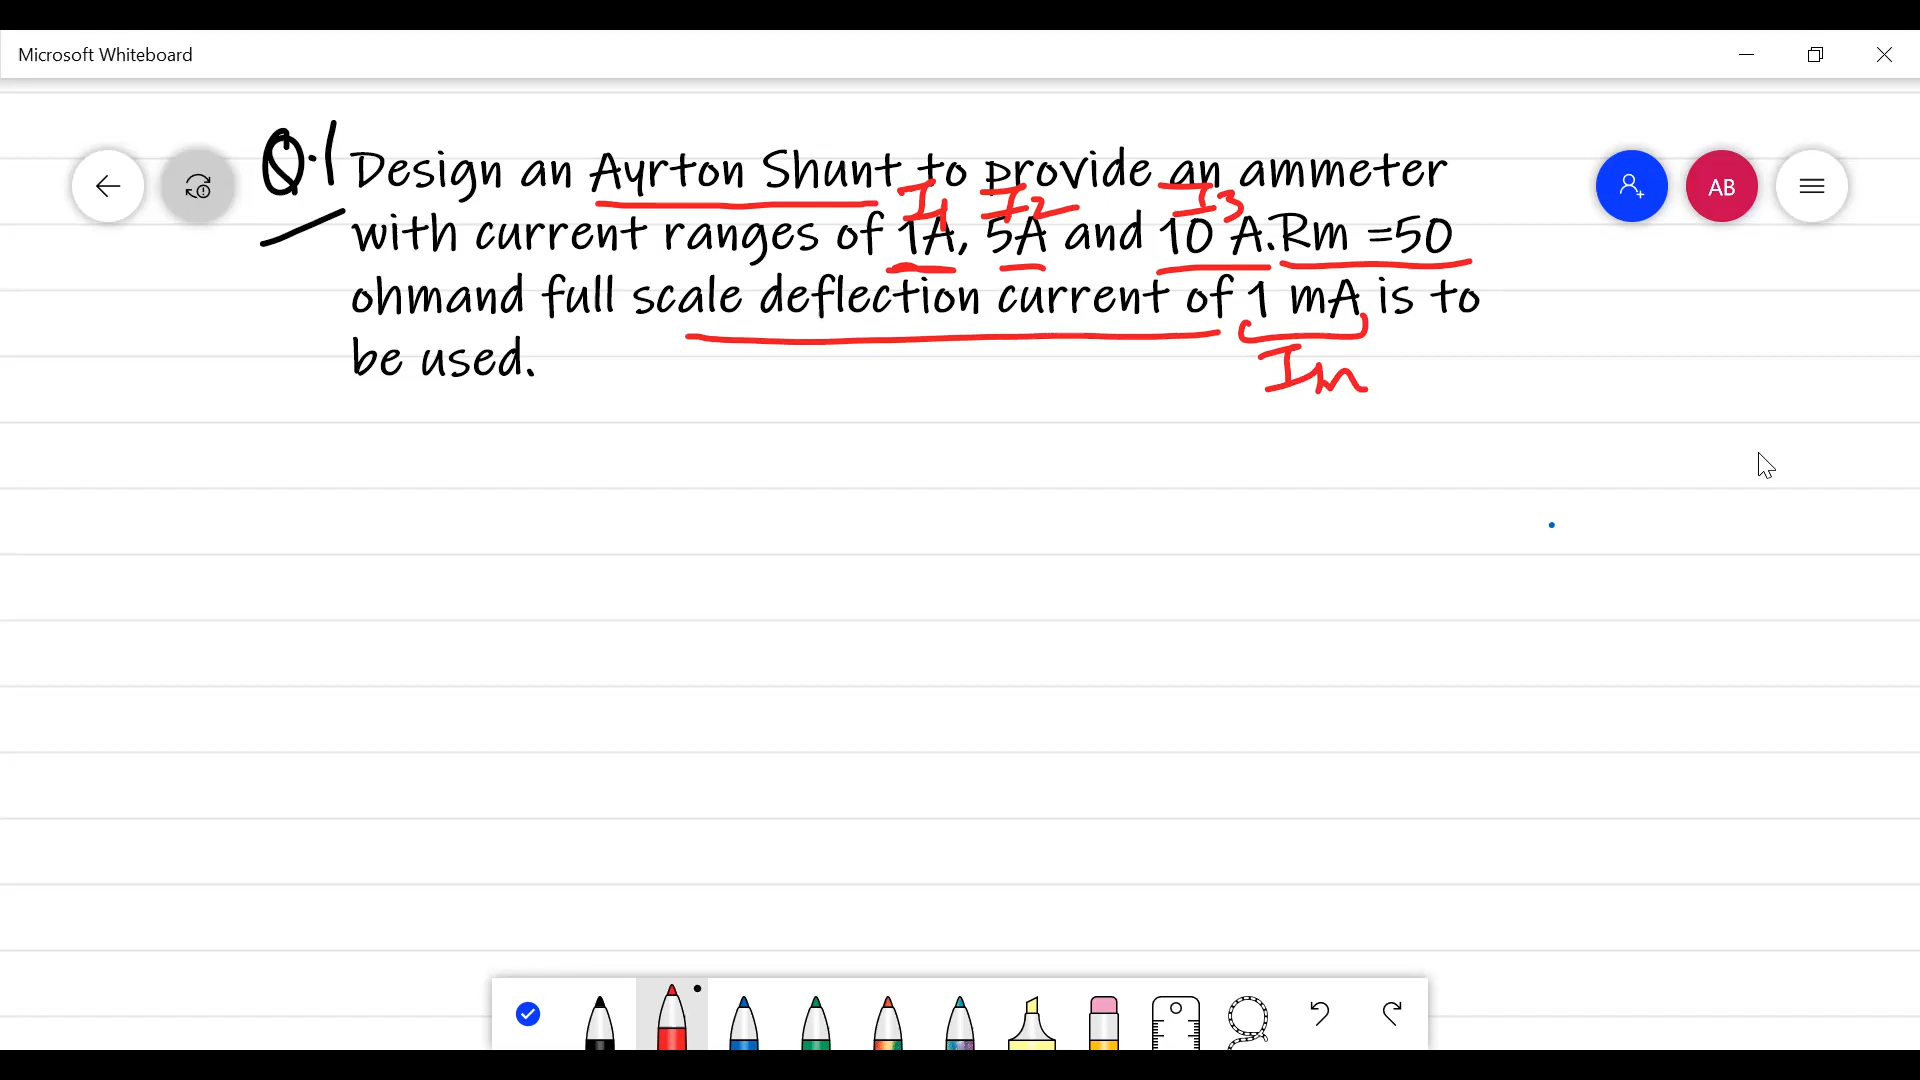 Microsoft Whiteboard
Q.1 Design an Ayrton Shunt to provide an ammeter
I1 I2 I3
with current ranges of 1A, 5A and 10 A.Rm =50
ohmand full scale deflection current of 1 mA is to
be used.
Im
AB